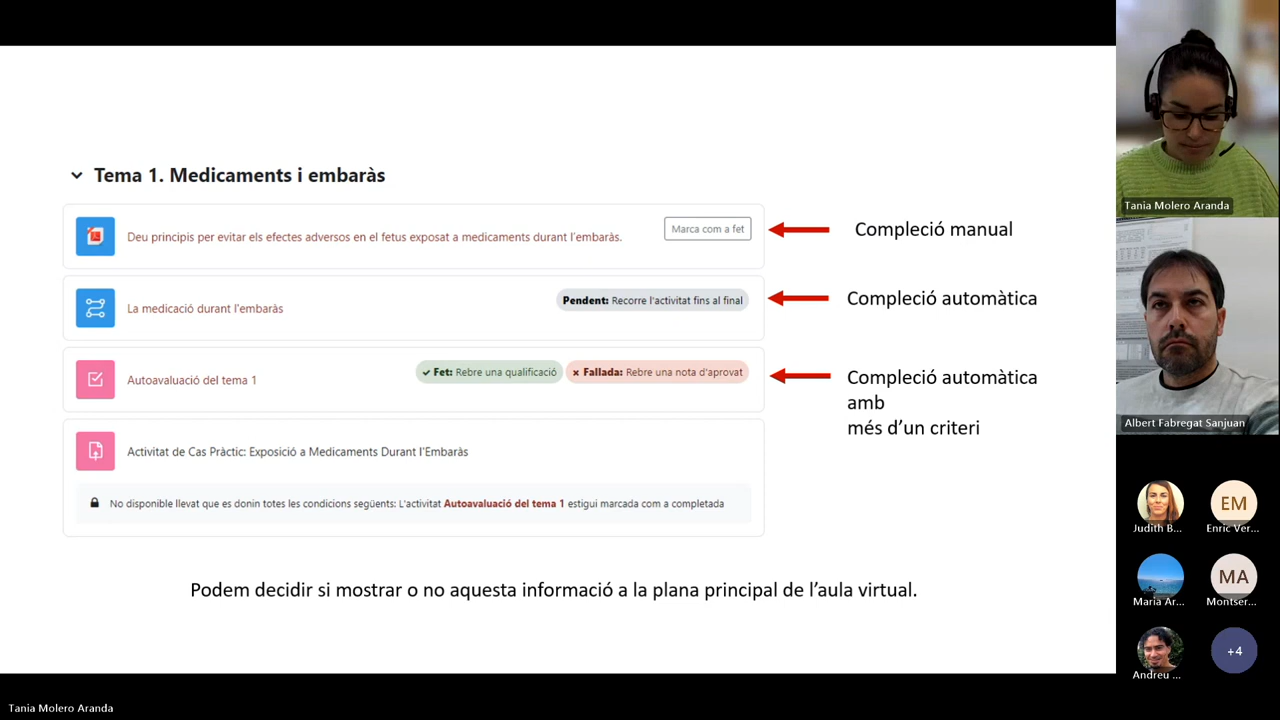 Tema 1. Medicaments i embaràs
Deu principis per evitar els efectes adversos en el fetus exposat a medicaments durant l'embaràs.
Marca com a fet
Compleció manual
La medicació durant l'embaràs
Pendent: Recorre l'activitat fins al final
Compleció automàtica
Autoavaluació del tema 1
Fet: Rebre una qualificació
Fallada: Rebre una nota d'aprovat
Compleció automàtica
amb
més d'un criteri
Activitat de Cas Pràctic: Exposició a Medicaments Durant l'Embaràs
No disponible llevat que es donin totes les condicions següents: L'activitat Autoavaluació del tema 1 estigui marcada com a completada
Podem decidir si mostrar o no aquesta informació a la plana principal de l'aula virtual.
Tania Molero Aranda
Albert Fabregat Sanjuan
Judith B...
EM
Enric Ver...
Maria Ar...
MA
Montser...
Andreu ...
+4
Tania Molero Aranda